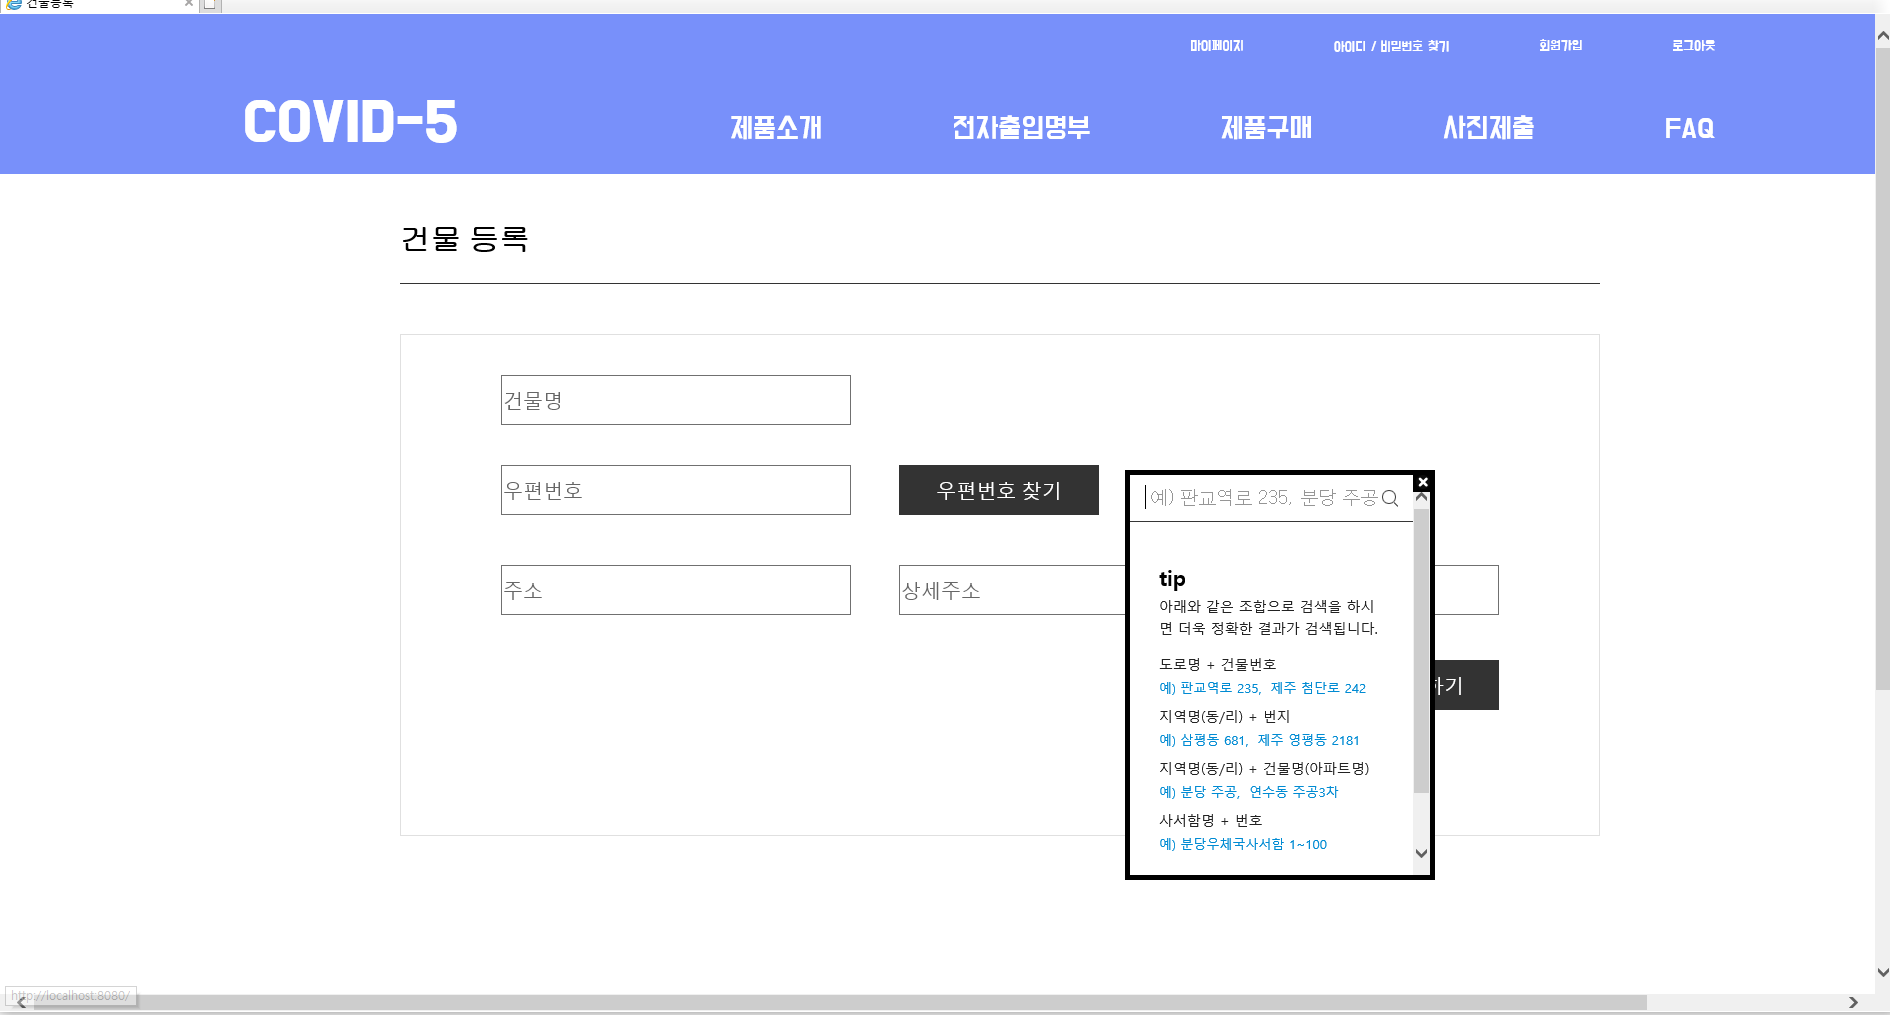 건물등록
마이페이지 아이디 / 비밀번호 찾기 회원가입 로그아웃
COVID-5 제품소개 전자출입명부 제품구매 사진제출 FAQ
건물 등록
건물명
우편번호 우편번호 찾기
예) 판교역로 235, 분당 주공
주소 상세주소
tip
아래와 같은 조합으로 검색을 하시
면 더욱 정확한 결과가 검색됩니다.
도로명 + 건물번호
예) 판교역로 235, 제주 첨단로 242
하기
지역명(동/리) + 번지
예) 삼평동 681, 제주 영평동 2181
지역명(동/리) + 건물명(아파트명)
예) 분당 주공, 연수동 주공3차
사서함명 + 번호
예) 분당우체국사서함 1~100
http://localhost:8080/